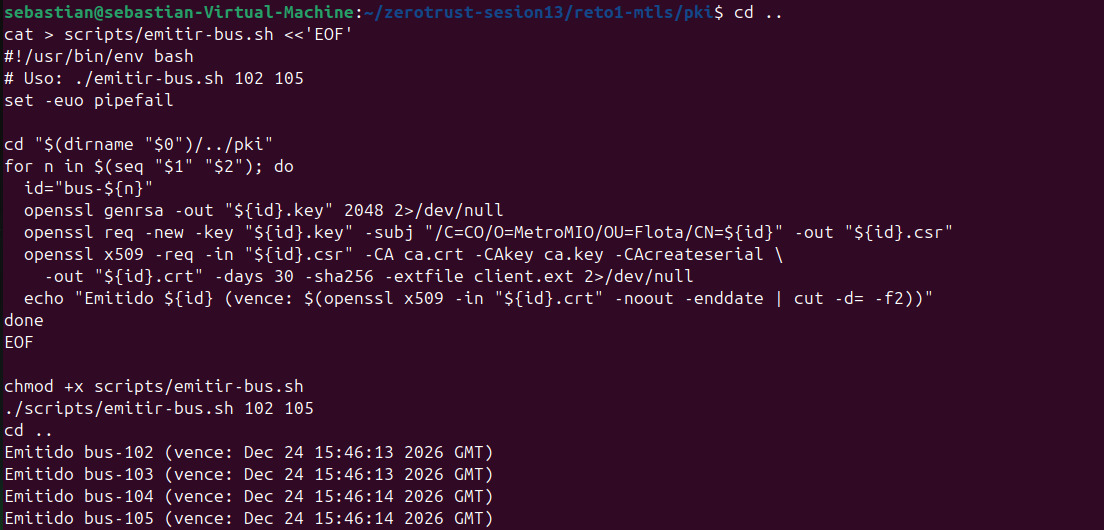 sebastian@sebastian-Virtual-Machine:~/zerotrust-sesion13/reto1-mtls/pki$ cd ..
cat > scripts/emitir-bus.sh <<'EOF'
#!/usr/bin/env bash
# Uso: ./emitir-bus.sh 102 105
set -euo pipefail

cd "$(dirname "$0")/../pki"
for n in $(seq "$1" "$2"); do
  id="bus-${n}"
  openssl genrsa -out "${id}.key" 2048 2>/dev/null
  openssl req -new -key "${id}.key" -subj "/C=CO/O=MetroMIO/OU=Flota/CN=${id}" -out "${id}.csr"
  openssl x509 -req -in "${id}.csr" -CA ca.crt -CAkey ca.key -CAcreateserial \
    -out "${id}.crt" -days 30 -sha256 -extfile client.ext 2>/dev/null
  echo "Emitido ${id} (vence: $(openssl x509 -in "${id}.crt" -noout -enddate | cut -d= -f2))"
done
EOF

chmod +x scripts/emitir-bus.sh
./scripts/emitir-bus.sh 102 105
cd ..
Emitido bus-102 (vence: Dec 24 15:46:13 2026 GMT)
Emitido bus-103 (vence: Dec 24 15:46:13 2026 GMT)
Emitido bus-104 (vence: Dec 24 15:46:14 2026 GMT)
Emitido bus-105 (vence: Dec 24 15:46:14 2026 GMT)